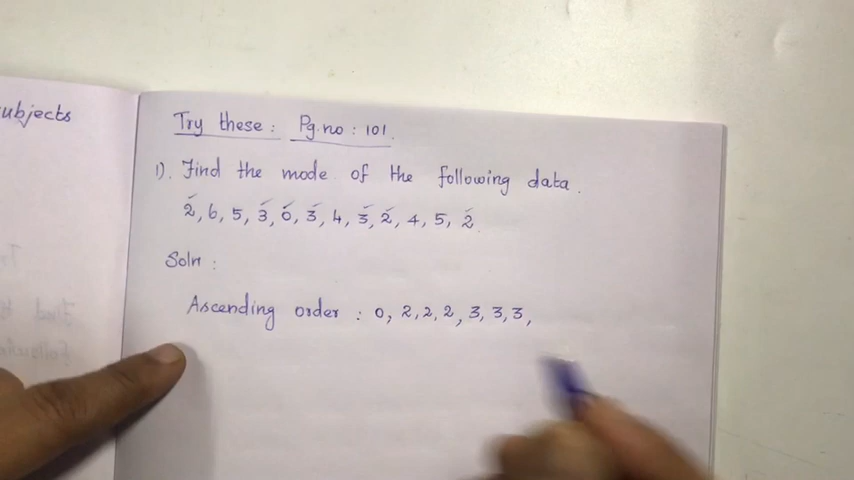 ubjects
Try these : Pg.no : 101.
1). Find the mode of the following data.
2, 6, 5, 3, 0, 3, 4, 3, 2, 4, 5, 2.
Soln :
Ascending order : 0, 2, 2, 2, 3, 3, 3,